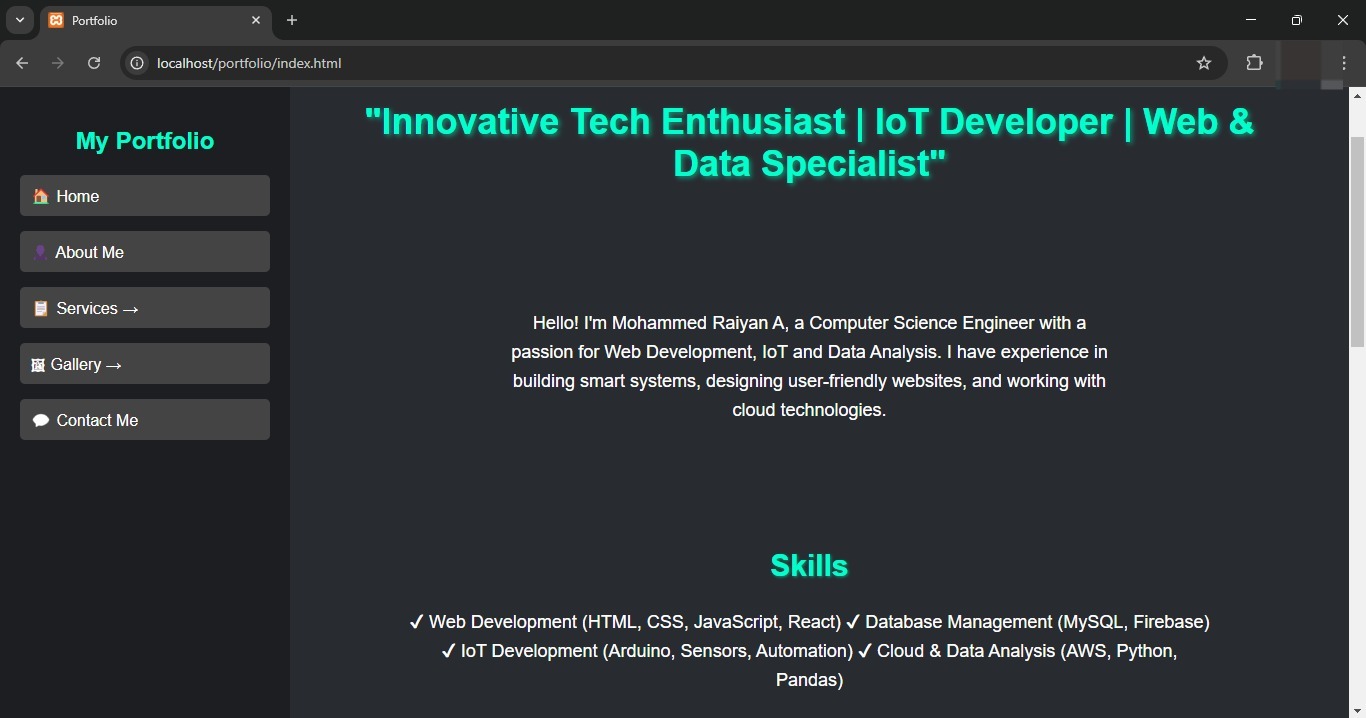 Portfolio
localhost/portfolio/index.html
My Portfolio
🏠 Home
👤 About Me
📋 Services →
🖼 Gallery →
💬 Contact Me
"Innovative Tech Enthusiast | IoT Developer | Web &
Data Specialist"
Hello! I'm Mohammed Raiyan A, a Computer Science Engineer with a
passion for Web Development, IoT and Data Analysis. I have experience in
building smart systems, designing user-friendly websites, and working with
cloud technologies.
Skills
✓ Web Development (HTML, CSS, JavaScript, React) ✓ Database Management (MySQL, Firebase)
✓ IoT Development (Arduino, Sensors, Automation) ✓ Cloud & Data Analysis (AWS, Python,
Pandas)